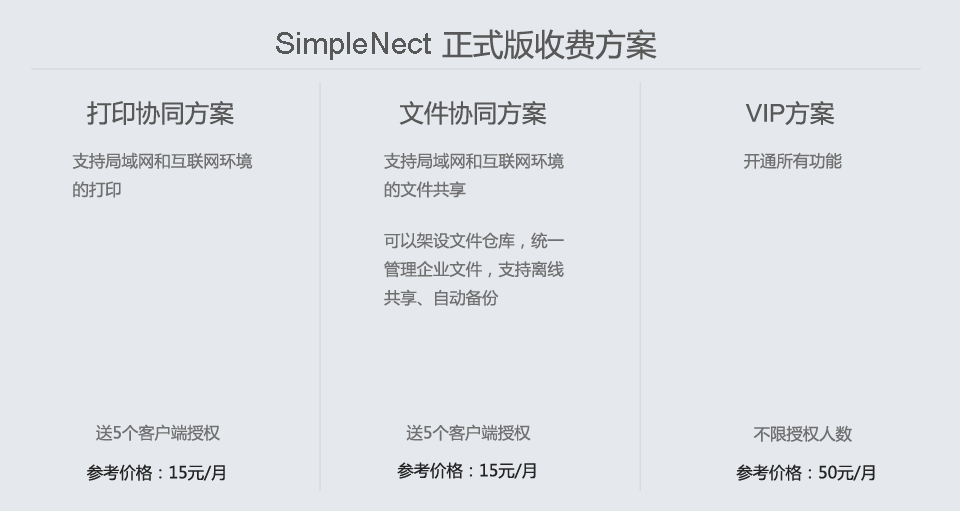 SimpleNect 正式版收费方案
打印协同方案
支持局域网和互联网环境
的打印
送5个客户端授权
参考价格：15元/月
文件协同方案
支持局域网和互联网环境
的文件共享
可以架设文件仓库，统一
管理企业文件，支持离线
共享、自动备份
送5个客户端授权
参考价格：15元/月
VIP方案
开通所有功能
不限授权人数
参考价格：50元/月